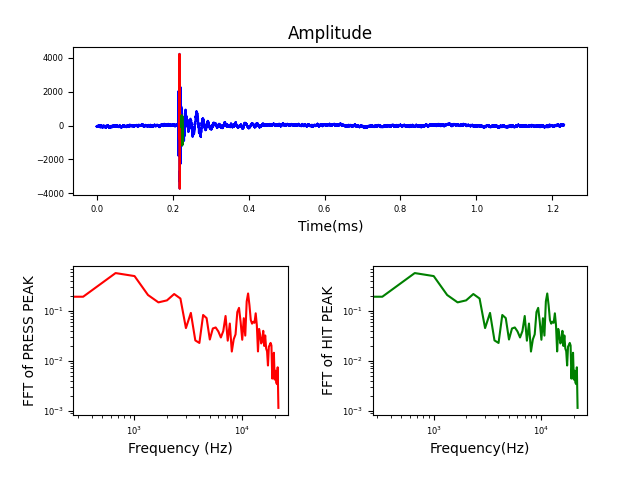 Amplitude
4000
2000
0
−2000
−4000
0.0 0.2 0.4 0.6 0.8 1.0 1.2
Time(ms)
FFT of PRESS PEAK
10⁻¹
10⁻²
10⁻³
10³ 10⁴
Frequency (Hz)
FFT of HIT PEAK
10⁻¹
10⁻²
10⁻³
10³ 10⁴
Frequency(Hz)